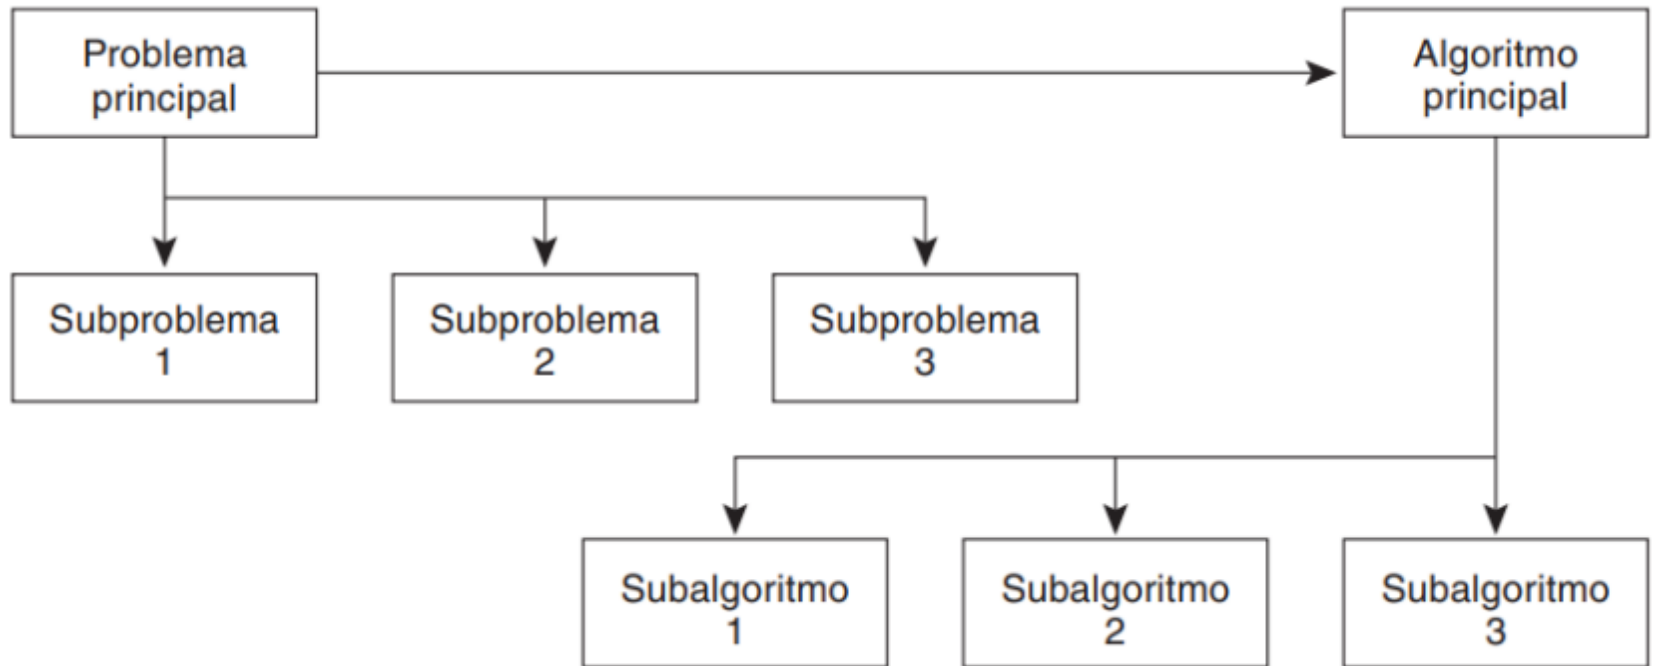 Problema
principal
Algoritmo
principal
Subproblema
1
Subproblema
2
Subproblema
3
Subalgoritmo
1
Subalgoritmo
2
Subalgoritmo
3